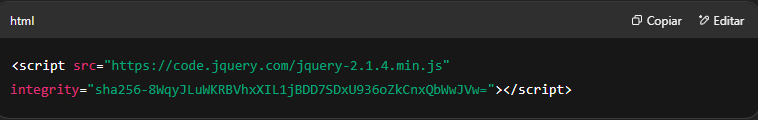 html
Copiar
Editar
<script src="https://code.jquery.com/jquery-2.1.4.min.js"
integrity="sha256-8WqyJLuWKRBVhxXIL1jBDD7SDxU936oZkCnxQbWwJVw="></script>